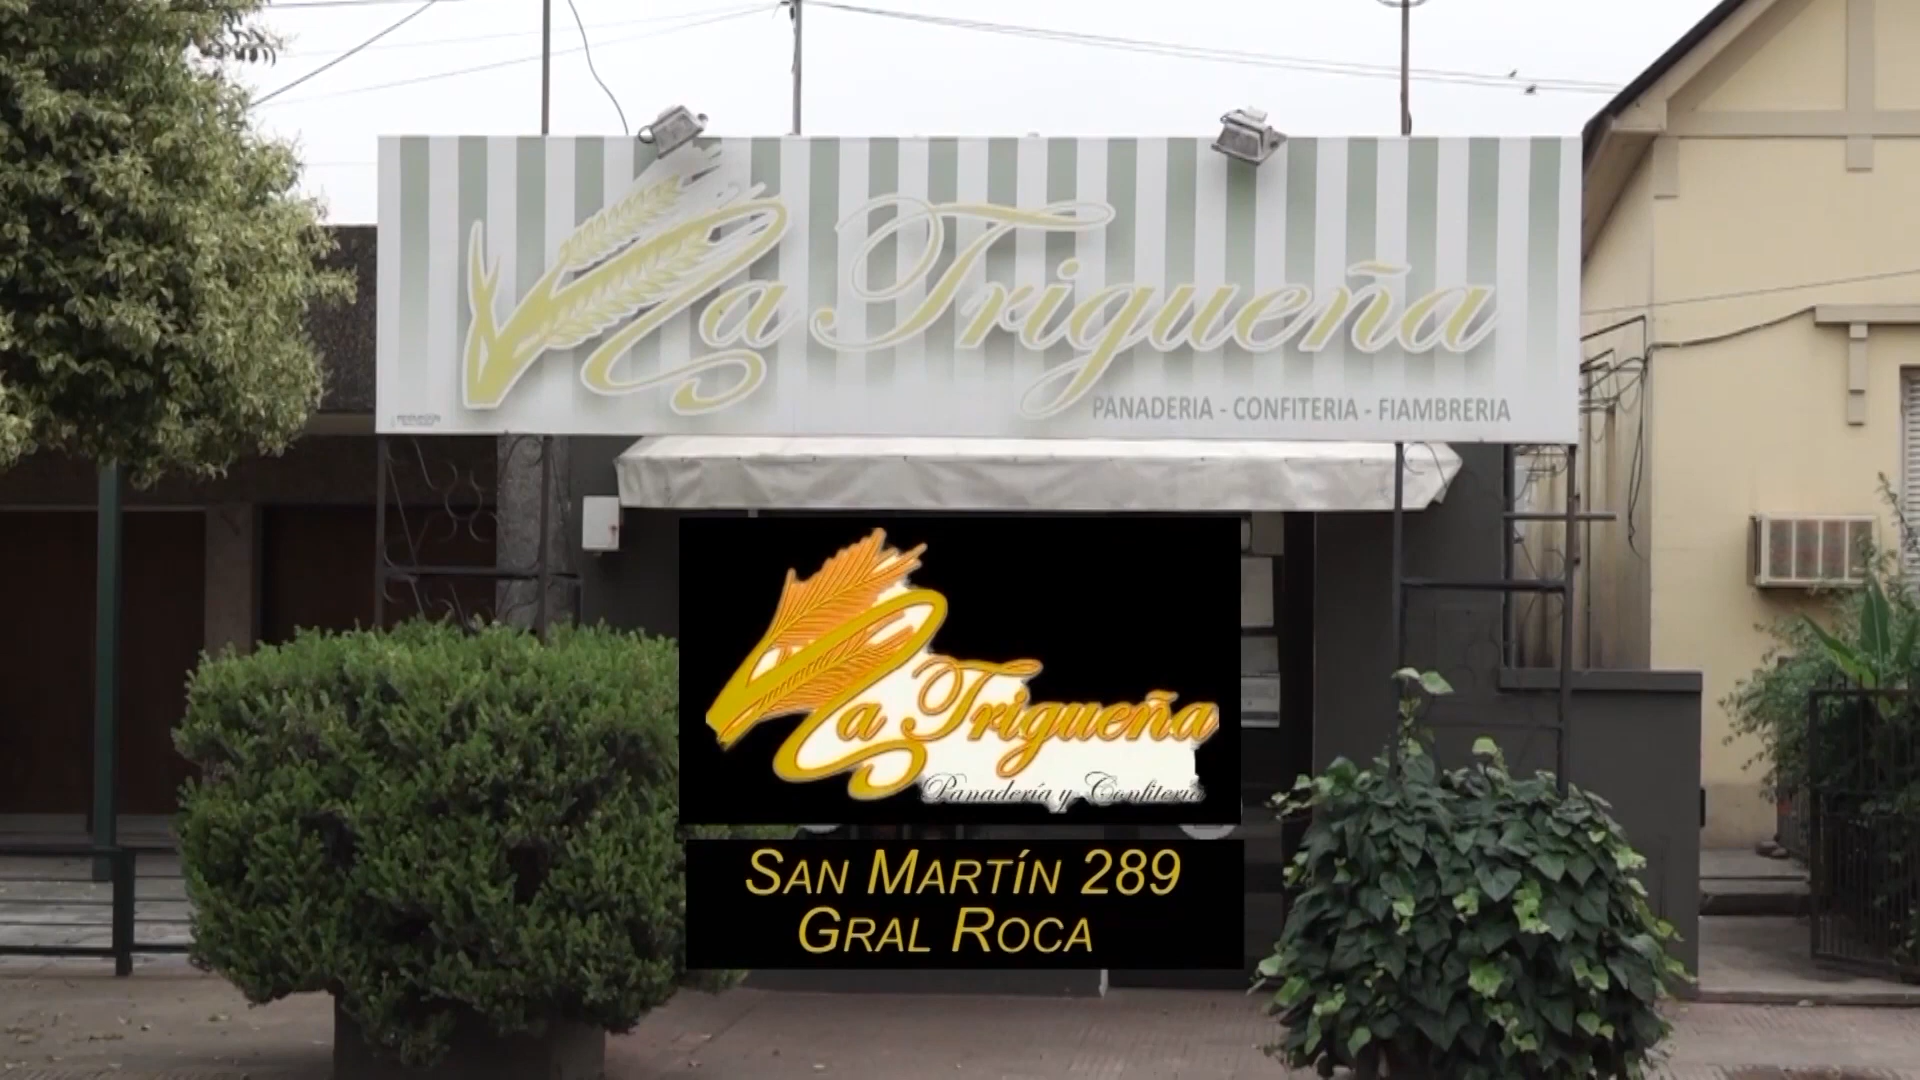 La Trigueña
PANADERIA - CONFITERIA - FIAMBRERIA
La Trigueña
Panadería y Confitería
SAN MARTÍN 289
GRAL ROCA